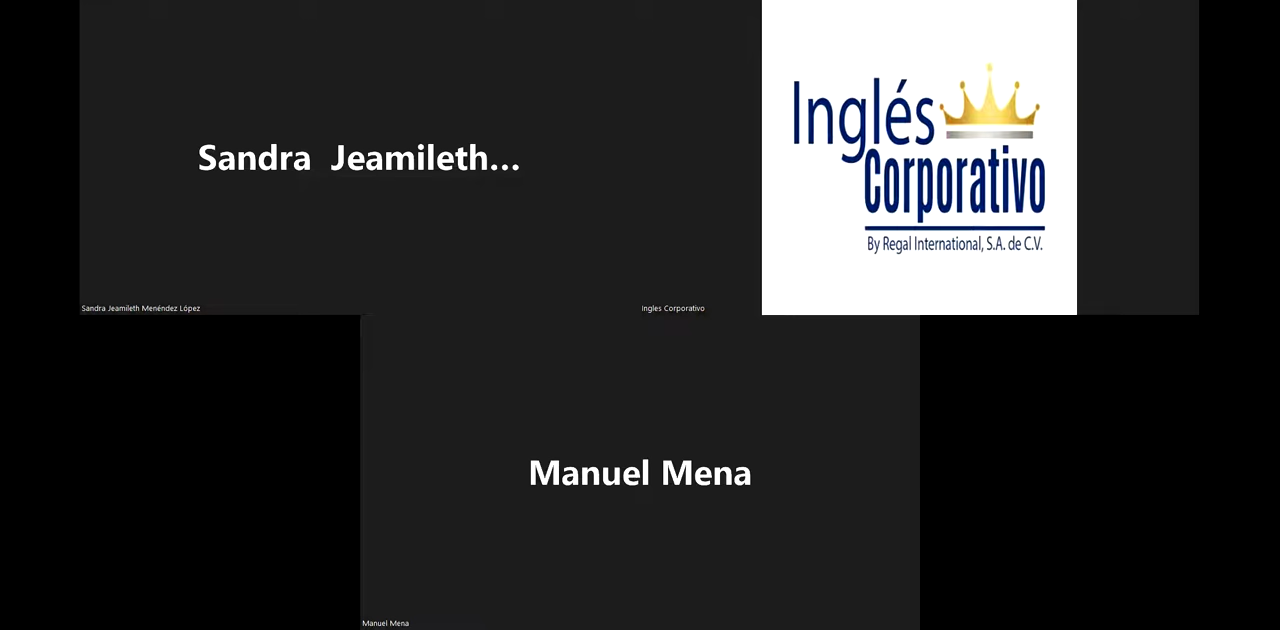 Sandra Jeamileth...
Sandra Jeamileth Menéndez López
Inglés
Corporativo
By Regal International, S.A. de C.V.
Ingles Corporativo
Manuel Mena
Manuel Mena